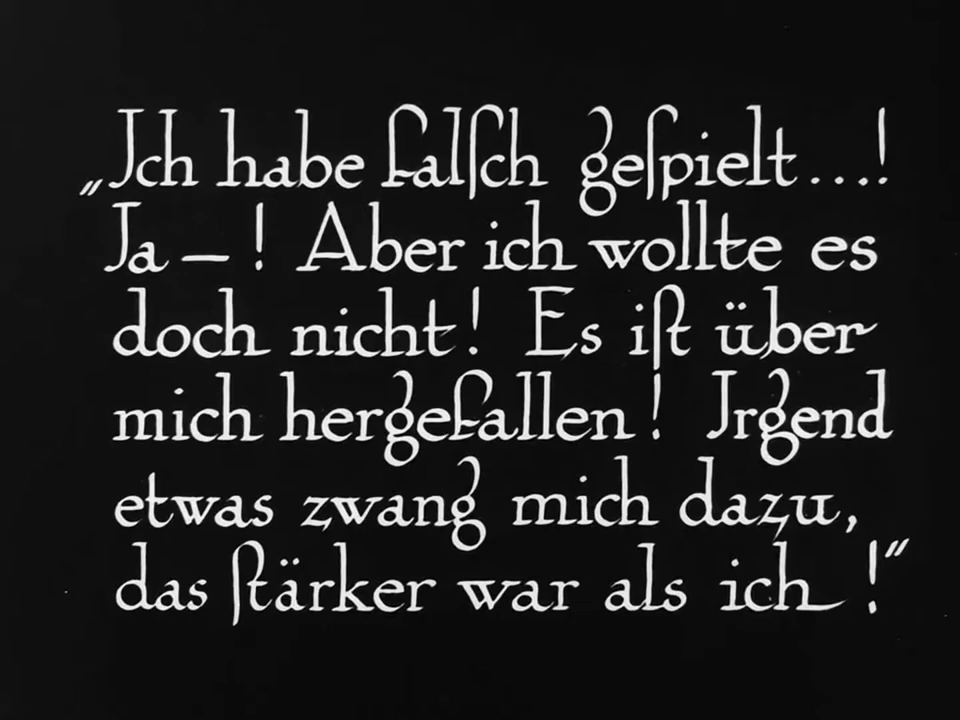 „Ich habe falſch geſpielt...!
Ja – ! Aber ich wollte es
doch nicht! Es iſt über
mich hergefallen! Irgend
etwas zwang mich dazu,
das ſtärker war als ich !“